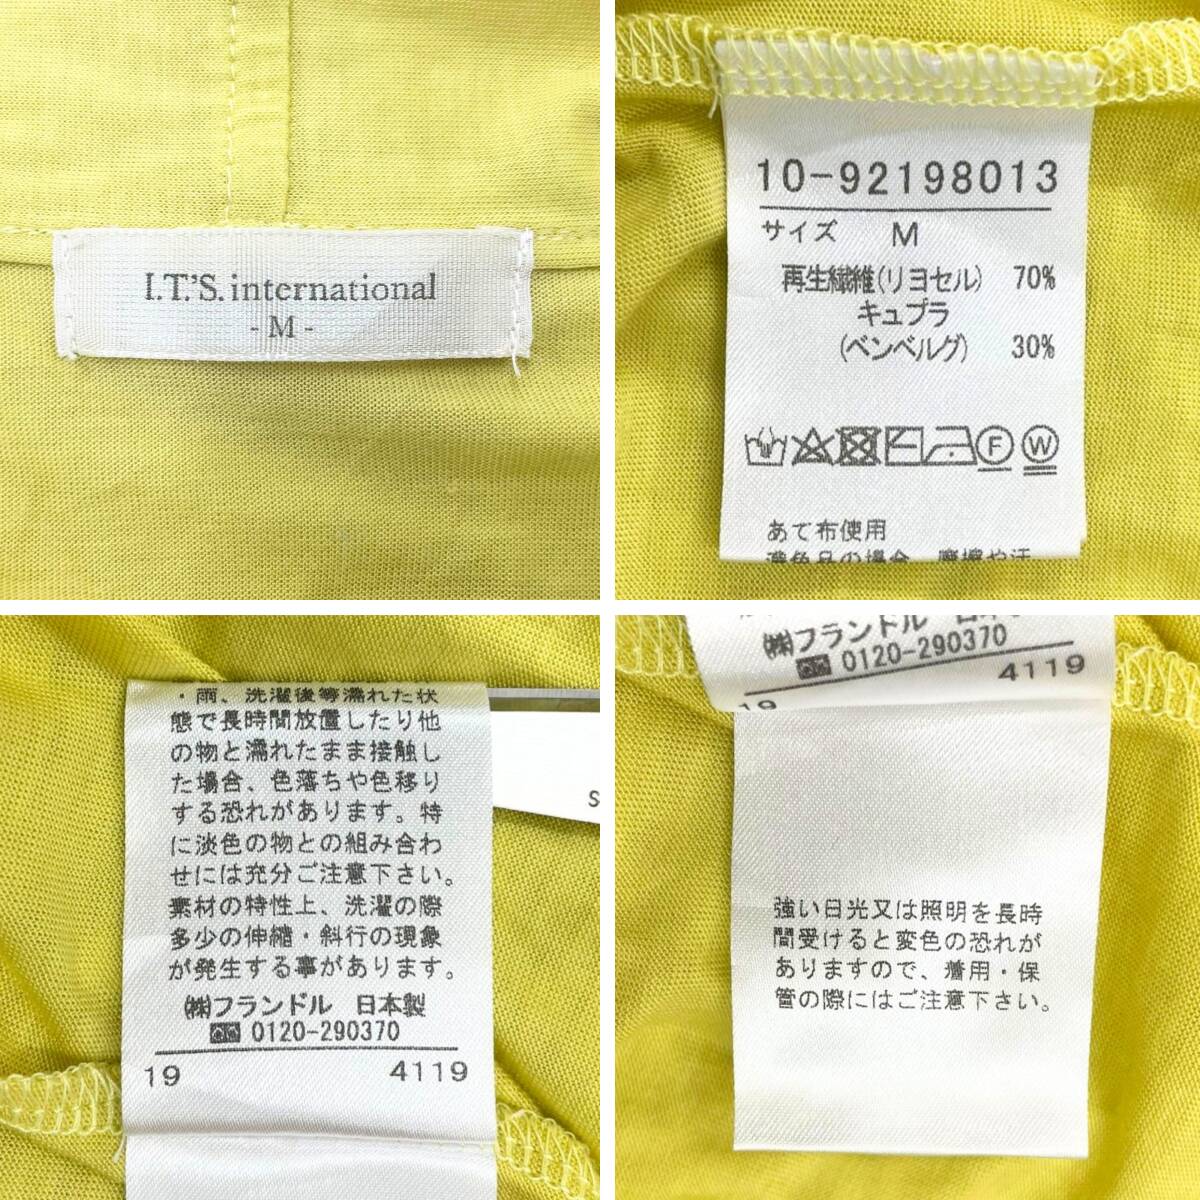 I.T.'S. international
- M -
10-92198013
サイズ M
再生繊維(リヨセル) 70%
キュプラ
(ベンベルグ) 30%
F W
あて布使用
濃色品の場合、摩擦や汗
・雨、洗濯後等濡れた状
態で長時間放置したり他
の物と濡れたまま接触し
た場合、色落ちや色移り
する恐れがあります。特
に淡色の物との組み合わ
せには充分ご注意下さい。
素材の特性上、洗濯の際
多少の伸縮・斜行の現象
が発生する事があります。
(株)フランドル 日本製
0120-290370
19 4119
S
(株)フランドル
0120-290370
19 4119
強い日光又は照明を長時
間受けると変色の恐れが
ありますので、着用・保
管の際にはご注意下さい。